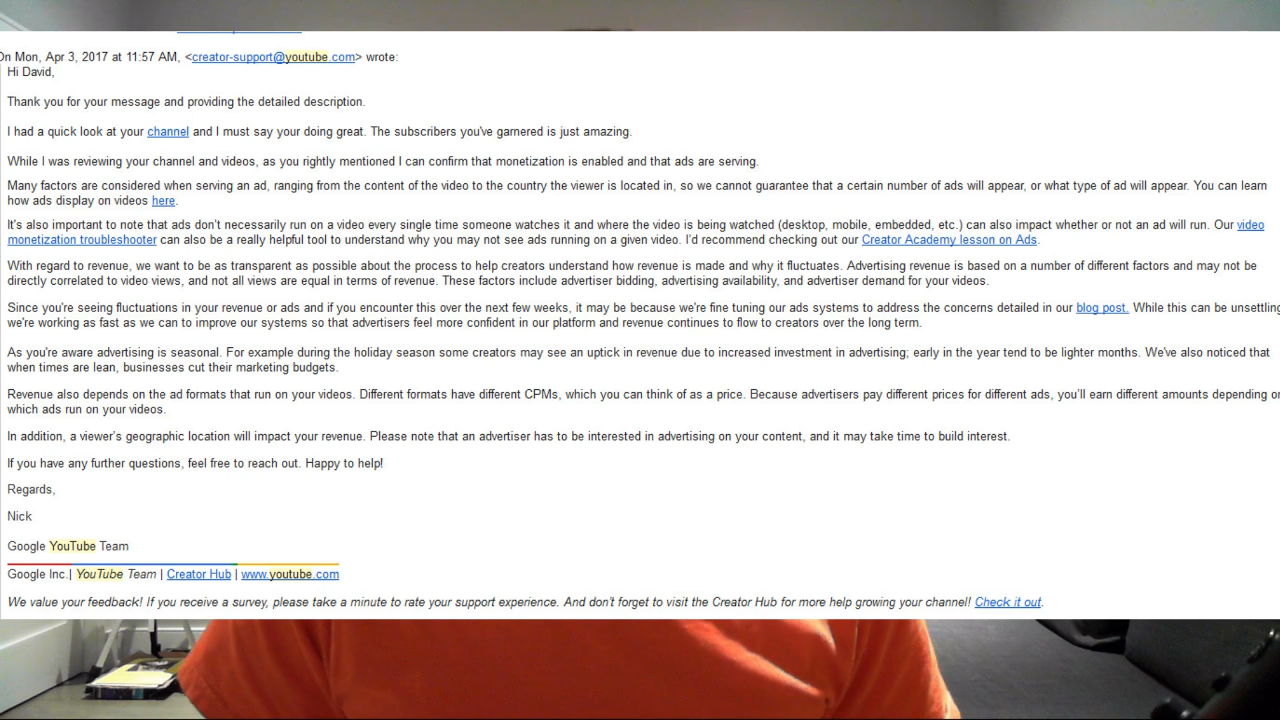 On Mon, Apr 3, 2017 at 11:57 AM, <creator-support@youtube.com> wrote:
Hi David,
Thank you for your message and providing the detailed description.
I had a quick look at your channel and I must say your doing great. The subscribers you've garnered is just amazing.
While I was reviewing your channel and videos, as you rightly mentioned I can confirm that monetization is enabled and that ads are serving.
Many factors are considered when serving an ad, ranging from the content of the video to the country the viewer is located in, so we cannot guarantee that a certain number of ads will appear, or what type of ad will appear. You can learn
how ads display on videos here.
It's also important to note that ads don't necessarily run on a video every single time someone watches it and where the video is being watched (desktop, mobile, embedded, etc.) can also impact whether or not an ad will run. Our video
monetization troubleshooter can also be a really helpful tool to understand why you may not see ads running on a given video. I'd recommend checking out our Creator Academy lesson on Ads.
With regard to revenue, we want to be as transparent as possible about the process to help creators understand how revenue is made and why it fluctuates. Advertising revenue is based on a number of different factors and may not be
directly correlated to video views, and not all views are equal in terms of revenue. These factors include advertiser bidding, advertising availability, and advertiser demand for your videos.
Since you're seeing fluctuations in your revenue or ads and if you encounter this over the next few weeks, it may be because we're fine tuning our ads systems to address the concerns detailed in our blog post. While this can be unsettling
we're working as fast as we can to improve our systems so that advertisers feel more confident in our platform and revenue continues to flow to creators over the long term.
As you're aware advertising is seasonal. For example during the holiday season some creators may see an uptick in revenue due to increased investment in advertising; early in the year tend to be lighter months. We've also noticed that
when times are lean, businesses cut their marketing budgets.
Revenue also depends on the ad formats that run on your videos. Different formats have different CPMs, which you can think of as a price. Because advertisers pay different prices for different ads, you'll earn different amounts depending on
which ads run on your videos.
In addition, a viewer's geographic location will impact your revenue. Please note that an advertiser has to be interested in advertising on your content, and it may take time to build interest.
If you have any further questions, feel free to reach out. Happy to help!
Regards,
Nick
Google YouTube Team
Google Inc.| YouTube Team | Creator Hub | www.youtube.com
We value your feedback! If you receive a survey, please take a minute to rate your support experience. And don't forget to visit the Creator Hub for more help growing your channel! Check it out.